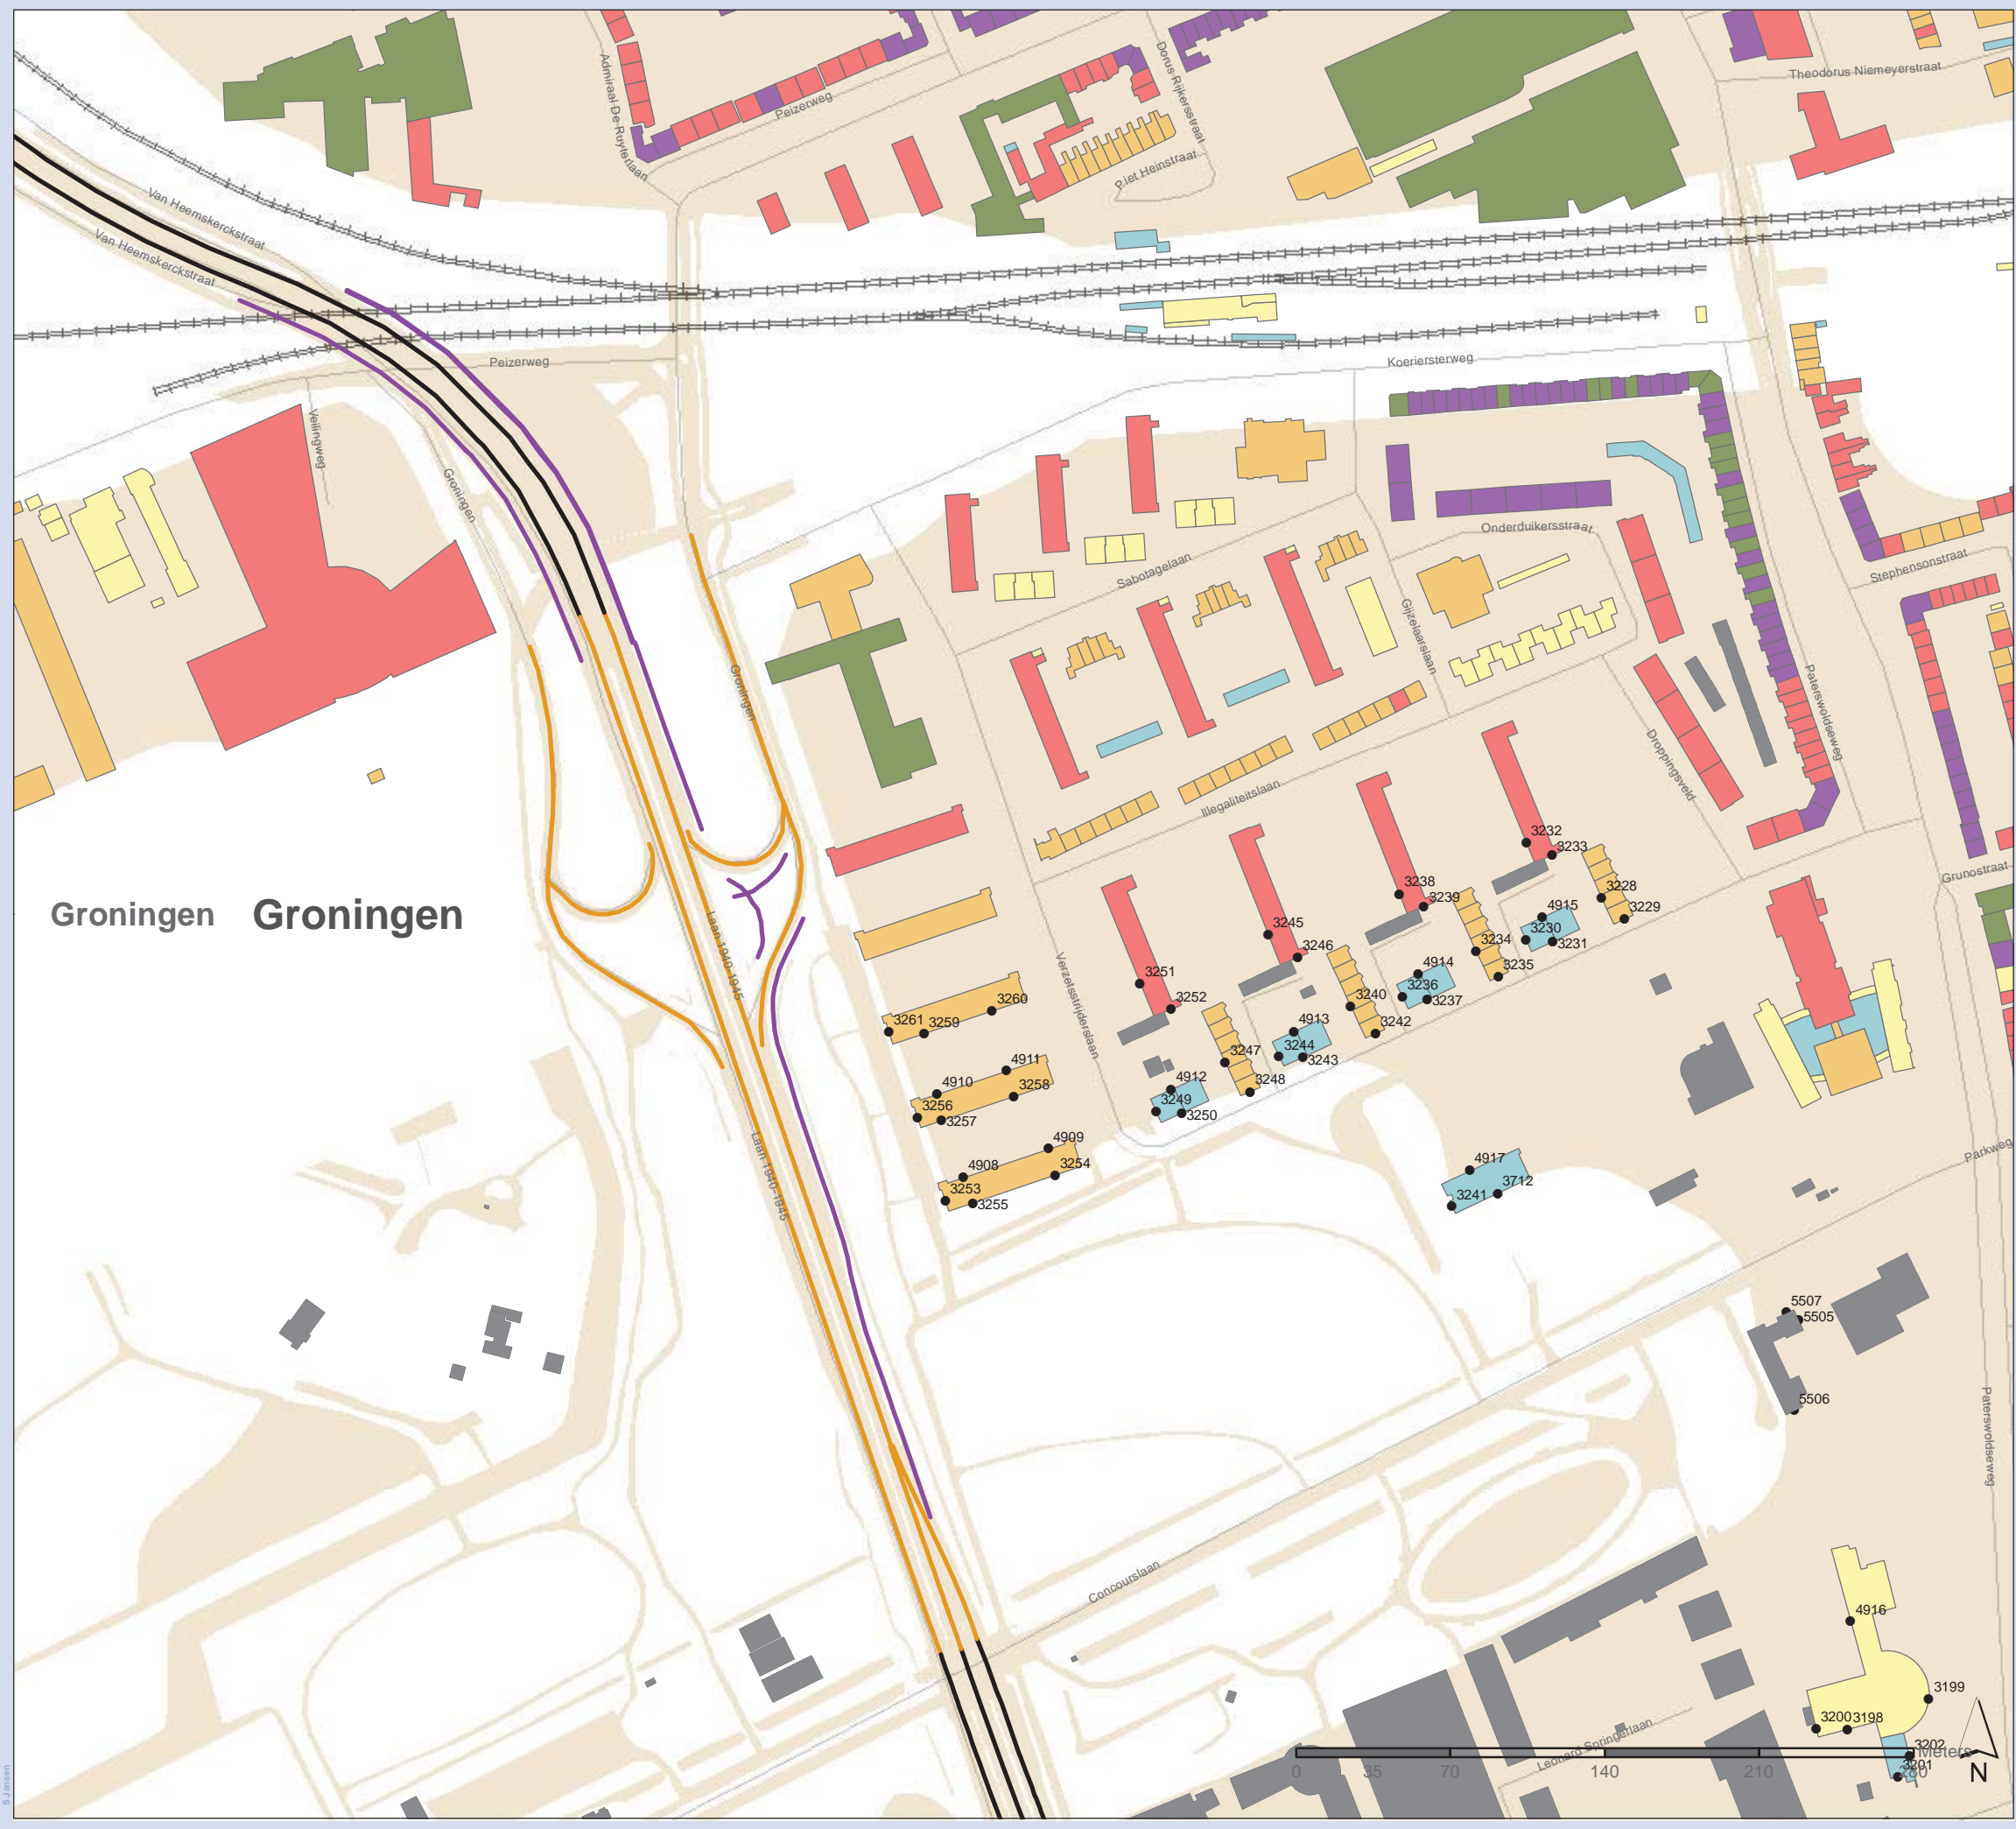 Theodorus Niemeyerstraat
Admiraal De Ruyterlaan
Peizerweg
Dorus Rijkersstraat
Piet Heinstraat
Van Heemskerckstraat
Van Heemskerckstraat
Peizerweg
Koeriersterweg
Veilingweg
Groningen
Onderduikersstraat
Sabotagelaan
Stephensonstraat
Gijzelaarslaan
Groningen
Paterswoldseweg
Droppingsveld
Illegaliteitslaan
3232
3233
Grunostraat
3238
3239
3228
3229
4915
3230
3231
Groningen
Groningen
Laan 1940-1945
3245
3246
3234
3235
Verzetsstrijderslaan
3251
3252
4914
3236
3237
3240
3242
3260
3261
3259
4913
3244
3243
3247
3248
4911
4910
3258
3256
3257
4912
3249
3250
4909
4908
3254
3253
3255
Laan 1940-1945
4917
3712
3241
Parkweg
5507
5505
5506
Paterswoldseweg
Concourslaan
4916
3199
3200
3198
3202
3201
Leonard Springerlaan
Meters
0 35 70 140 210 280
N
S Jansen